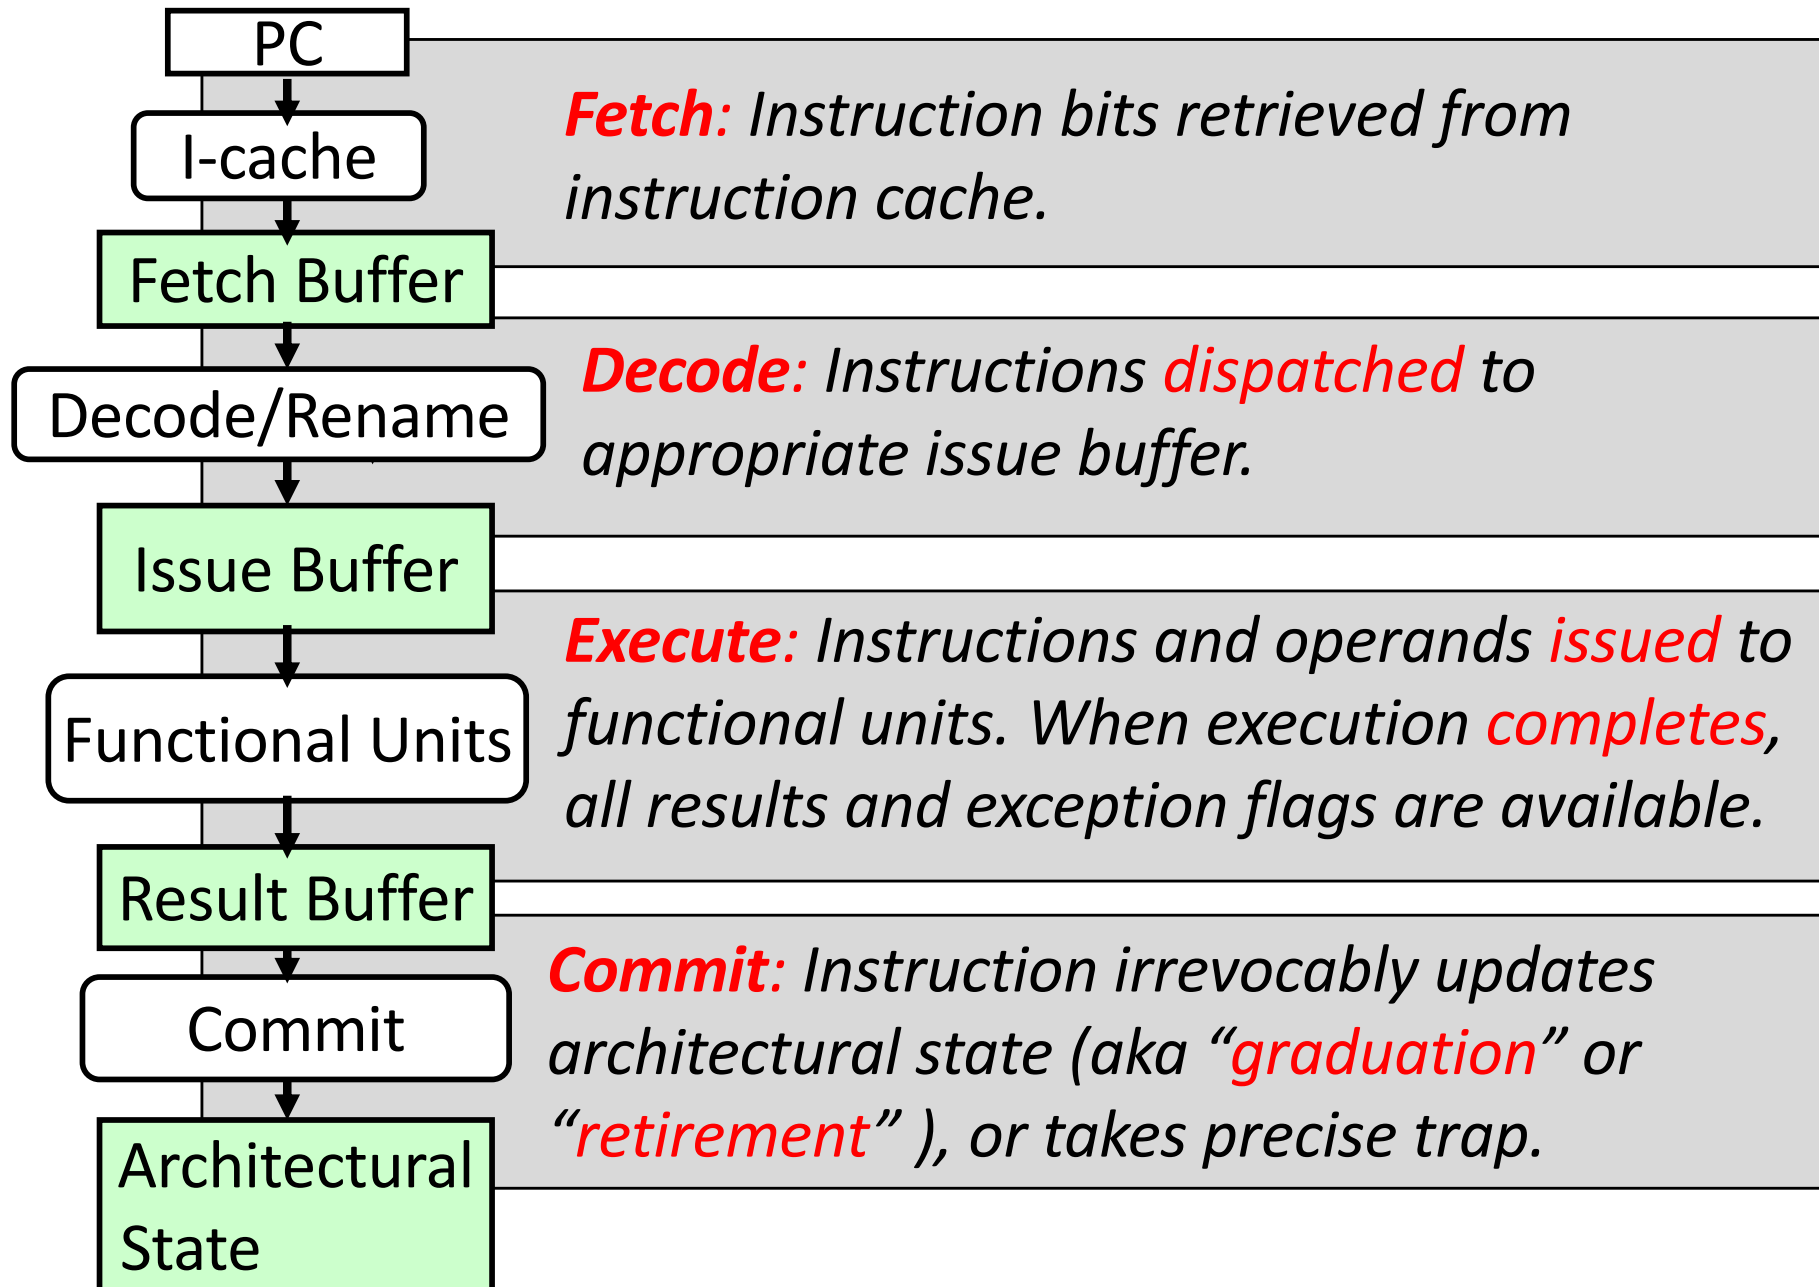 PC
I-cache
Fetch: Instruction bits retrieved from
instruction cache.
Fetch Buffer
Decode/Rename
Decode: Instructions dispatched to
appropriate issue buffer.
Issue Buffer
Functional Units
Execute: Instructions and operands issued to
functional units. When execution completes,
all results and exception flags are available.
Result Buffer
Commit
Commit: Instruction irrevocably updates
architectural state (aka “graduation” or
“retirement” ), or takes precise trap.
Architectural
State